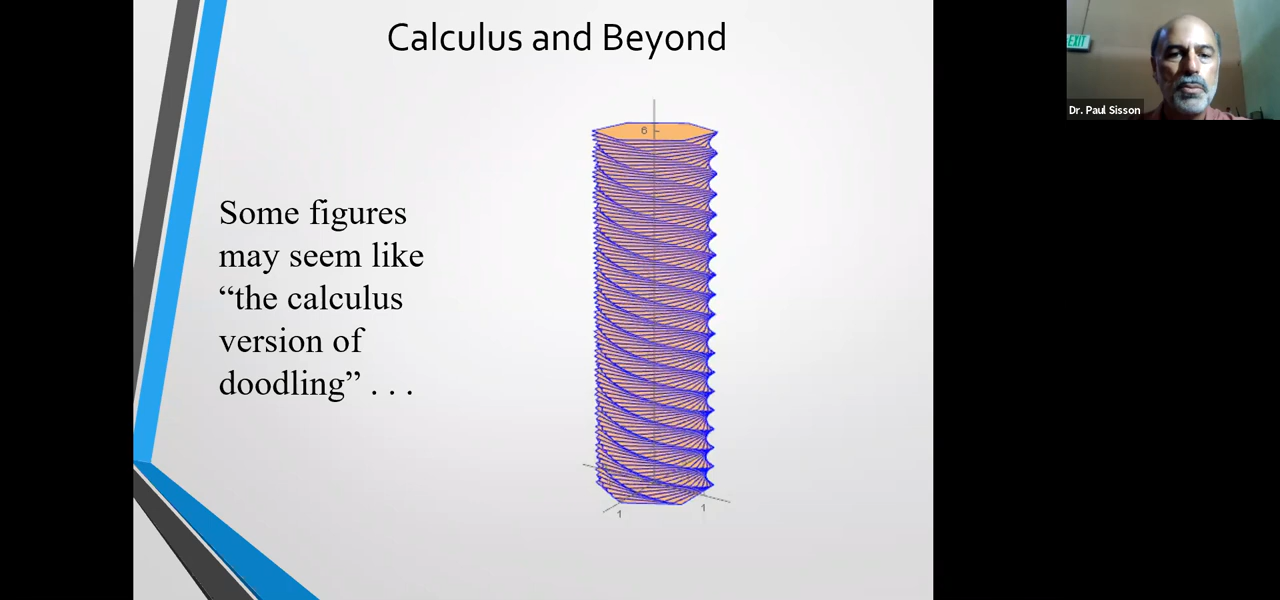 Calculus and Beyond
EXIT
Dr. Paul Sisson
6
Some figures
may seem like
“the calculus
version of
doodling” . . .
1
1